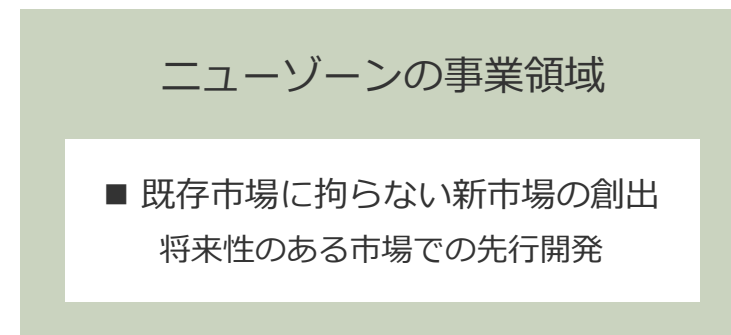 ニューゾーンの事業領域
■ 既存市場に拘らない新市場の創出
将来性のある市場での先行開発